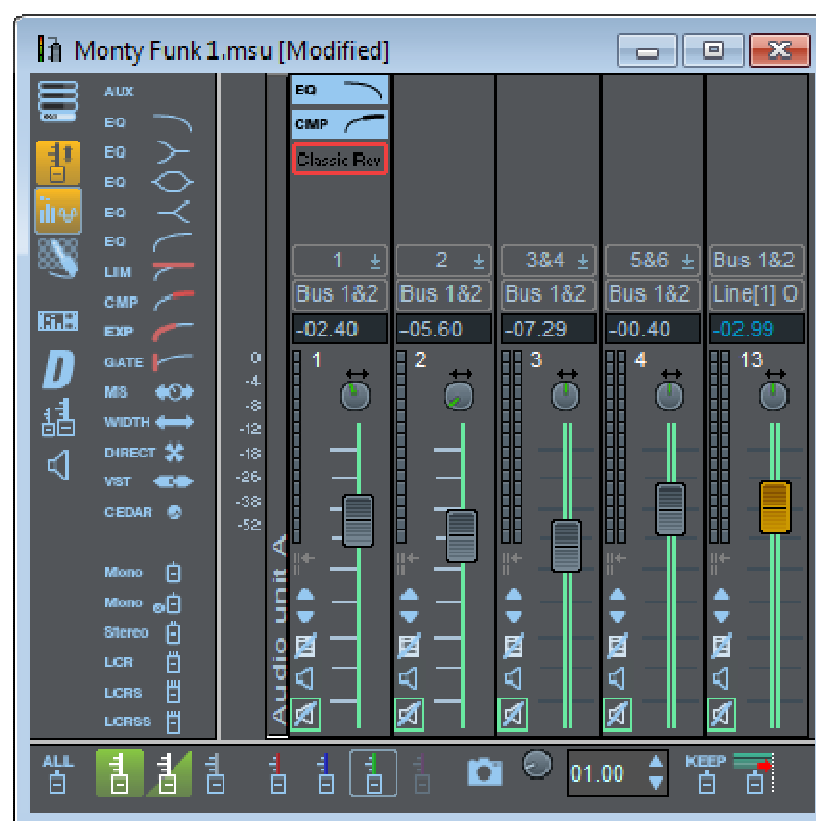 Monty Funk 1.msu [Modified]
AUX
EQ
EQ
EQ
EQ
EQ
LIM
CMP
EXP
GATE
MS
WIDTH
DIRECT
VST
CEDAR
Mono
Mono
Stereo
LCR
LCRS
LCRSS
0
-4
-8
-12
-18
-26
-38
-52
Audio unit A
EQ
CMP
Classic Rev
1 2 3&4 5&6 Bus 1&2
Bus 1&2 Bus 1&2 Bus 1&2 Bus 1&2 Line[1] O
-02.40 -05.60 -07.29 -00.40 -02.99
1 2 3 4 13
ALL
01.00
KEEP